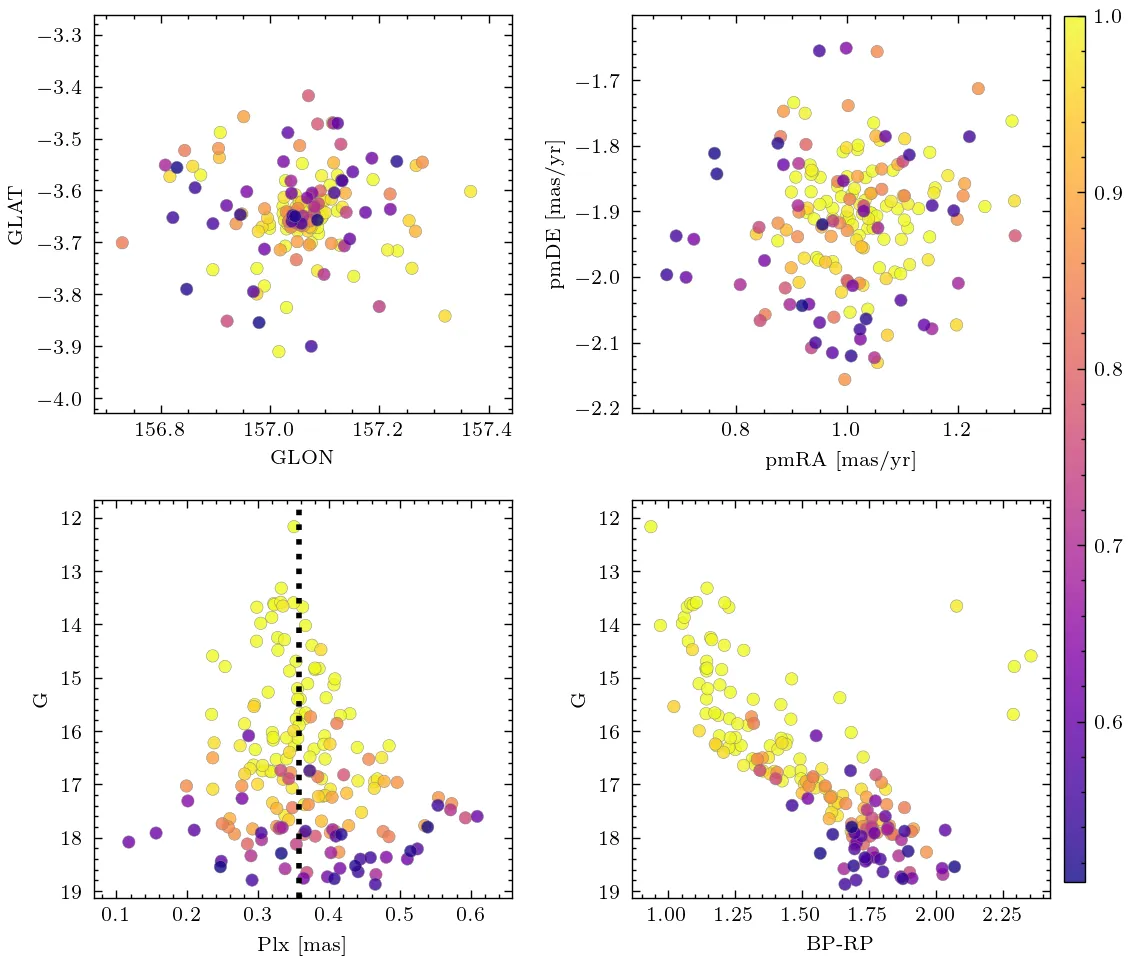 −3.3
−3.4
−3.5
−3.6
−3.7
−3.8
−3.9
−4.0
GLAT
156.8 157.0 157.2 157.4
GLON
−1.7
−1.8
−1.9
−2.0
−2.1
−2.2
pmDE [mas/yr]
0.8 1.0 1.2
pmRA [mas/yr]
1.0
0.9
0.8
0.7
0.6
12
13
14
15
16
17
18
19
G
0.1 0.2 0.3 0.4 0.5 0.6
Plx [mas]
12
13
14
15
16
17
18
19
G
1.00 1.25 1.50 1.75 2.00 2.25
BP-RP